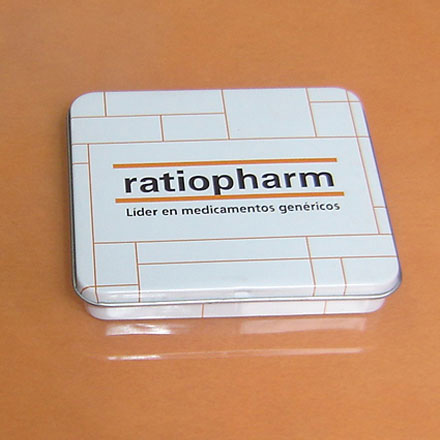 ratiopharm
Líder en medicamentos genéricos